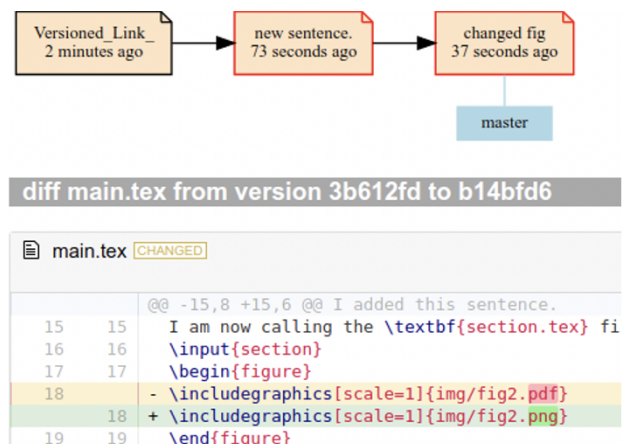 Versioned_Link_
2 minutes ago
new sentence.
73 seconds ago
changed fig
37 seconds ago
master
diff main.tex from version 3b612fd to b14bfd6
main.tex CHANGED
@@ -15,8 +15,6 @@ I added this sentence.
15 15 I am now calling the \textbf{section.tex} fi
16 16 \input{section}
17 17 \begin{figure}
18 - \includegraphics[scale=1]{img/fig2.pdf}
18 + \includegraphics[scale=1]{img/fig2.png}
19 19 \end{figure}